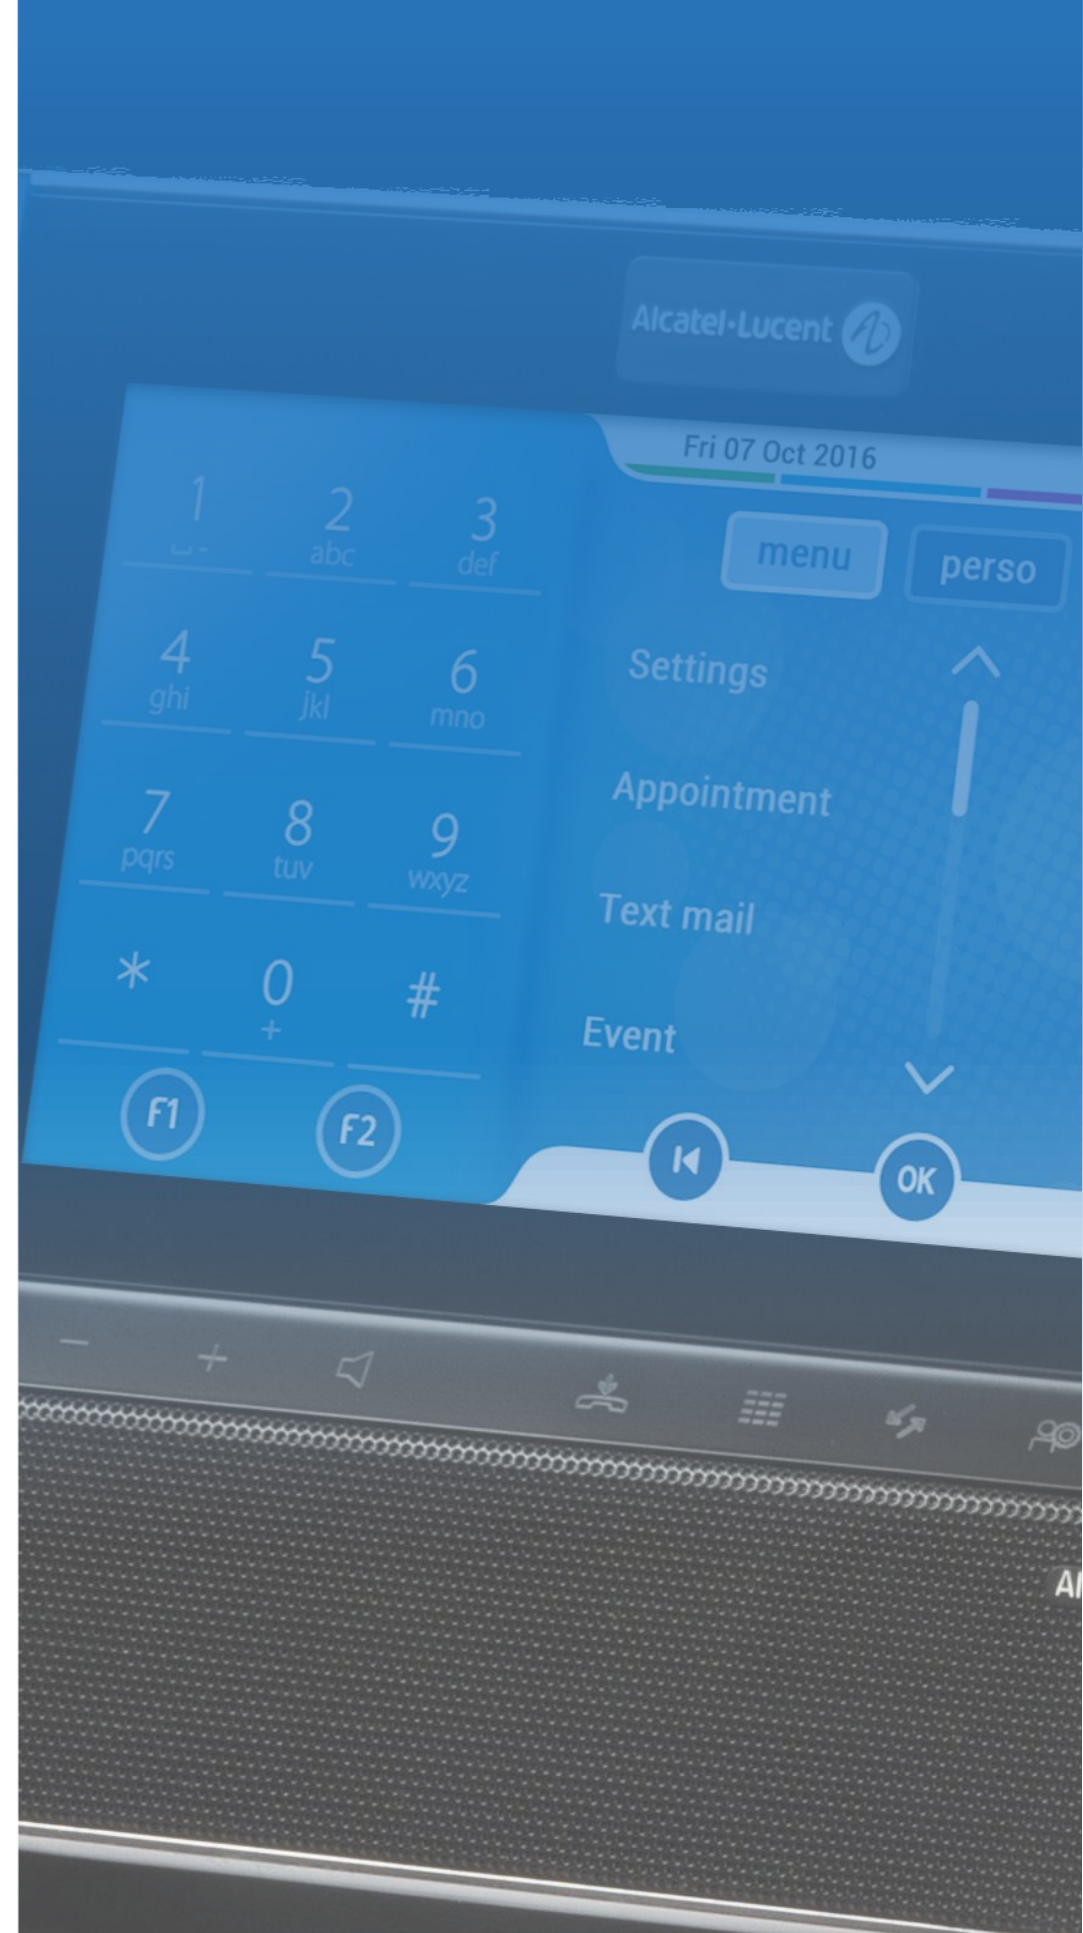 Alcatel·Lucent
Fri 07 Oct 2016
1
2
abc
3
def
menu
perso
4
ghi
5
jkl
6
mno
Settings
7
pqrs
8
tuv
9
wxyz
Appointment
Text mail
*
0
+
#
Event
F1
F2
OK